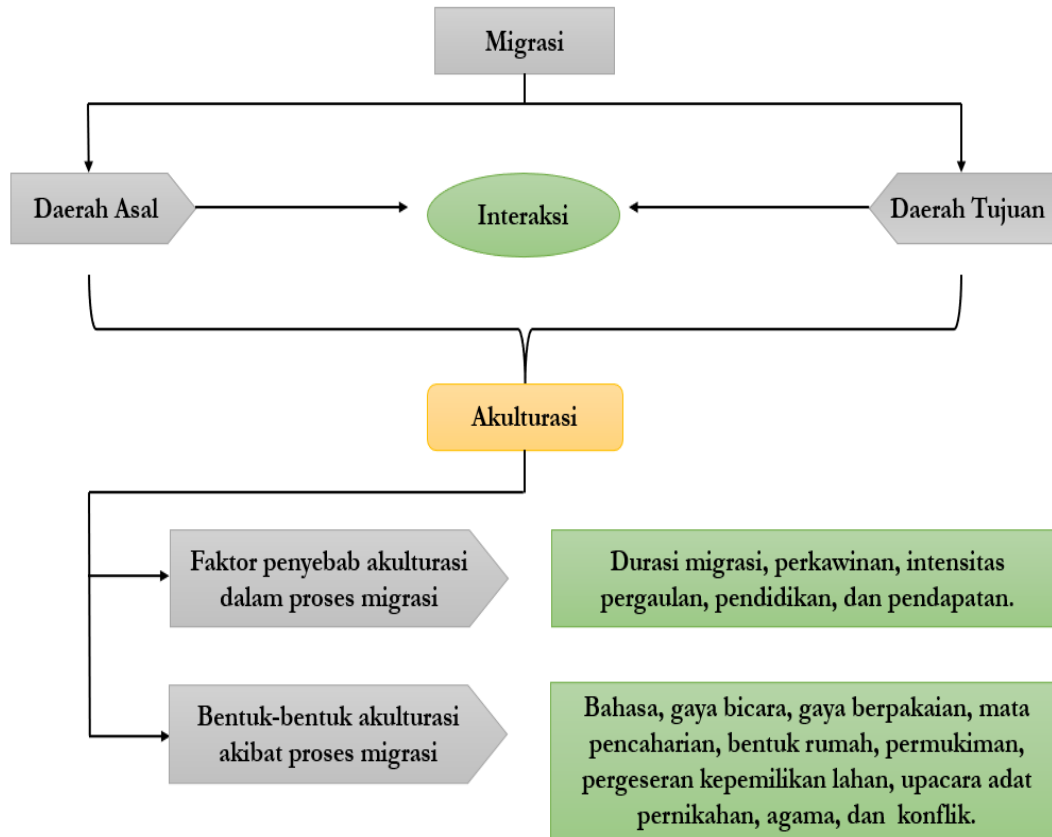 Migrasi
Daerah Asal
Interaksi
Daerah Tujuan
Akulturasi
Faktor penyebab akulturasi
dalam proses migrasi
Durasi migrasi, perkawinan, intensitas
pergaulan, pendidikan, dan pendapatan.
Bentuk-bentuk akulturasi
akibat proses migrasi
Bahasa, gaya bicara, gaya berpakaian, mata
pencaharian, bentuk rumah, permukiman,
pergeseran kepemilikan lahan, upacara adat
pernikahan, agama, dan konflik.